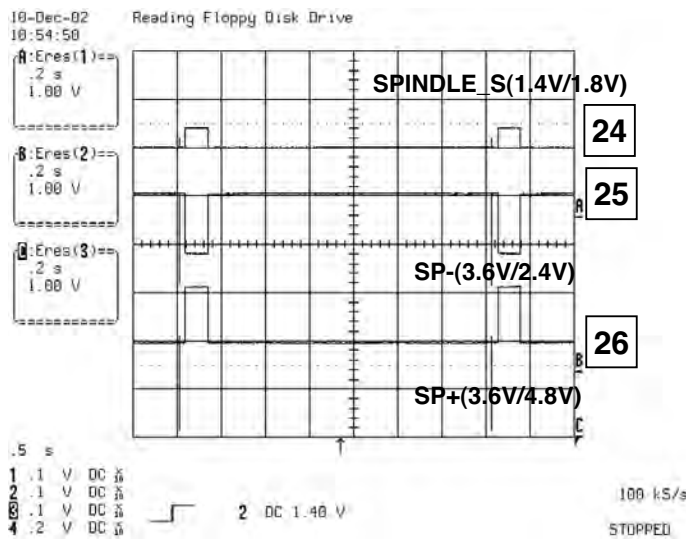 10-Dec-02
10:54:50
Reading Floppy Disk Drive
A:Eres(1)
.2 s
1.00 V
B:Eres(2)
.2 s
1.00 V
D:Eres(3)
.2 s
1.00 V
SPINDLE_S(1.4V/1.8V)
24
25
A
SP-(3.6V/2.4V)
26
B
SP+(3.6V/4.8V)
C
.5 s
1 .1 V DC
2 .1 V DC
3 .1 V DC
4 .2 V DC
2 DC 1.40 V
100 kS/s
STOPPED